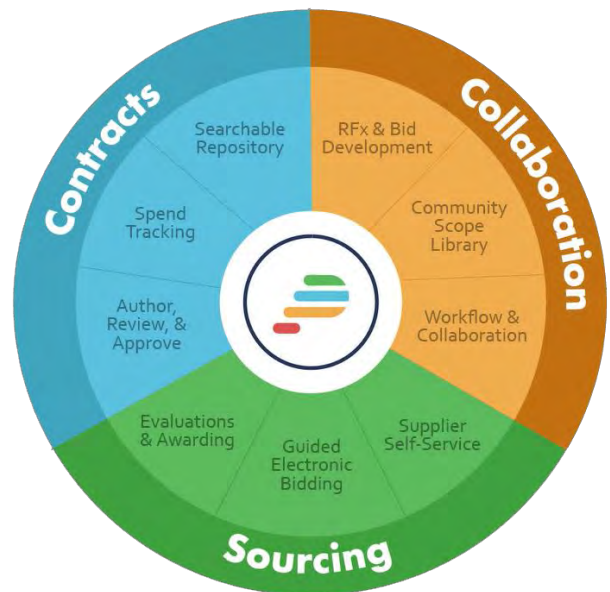 Contracts
Searchable
Repository
Spend
Tracking
Author,
Review, &
Approve
Collaboration
RFx & Bid
Development
Community
Scope
Library
Workflow &
Collaboration
Sourcing
Supplier
Self-Service
Guided
Electronic
Bidding
Evaluations
& Awarding